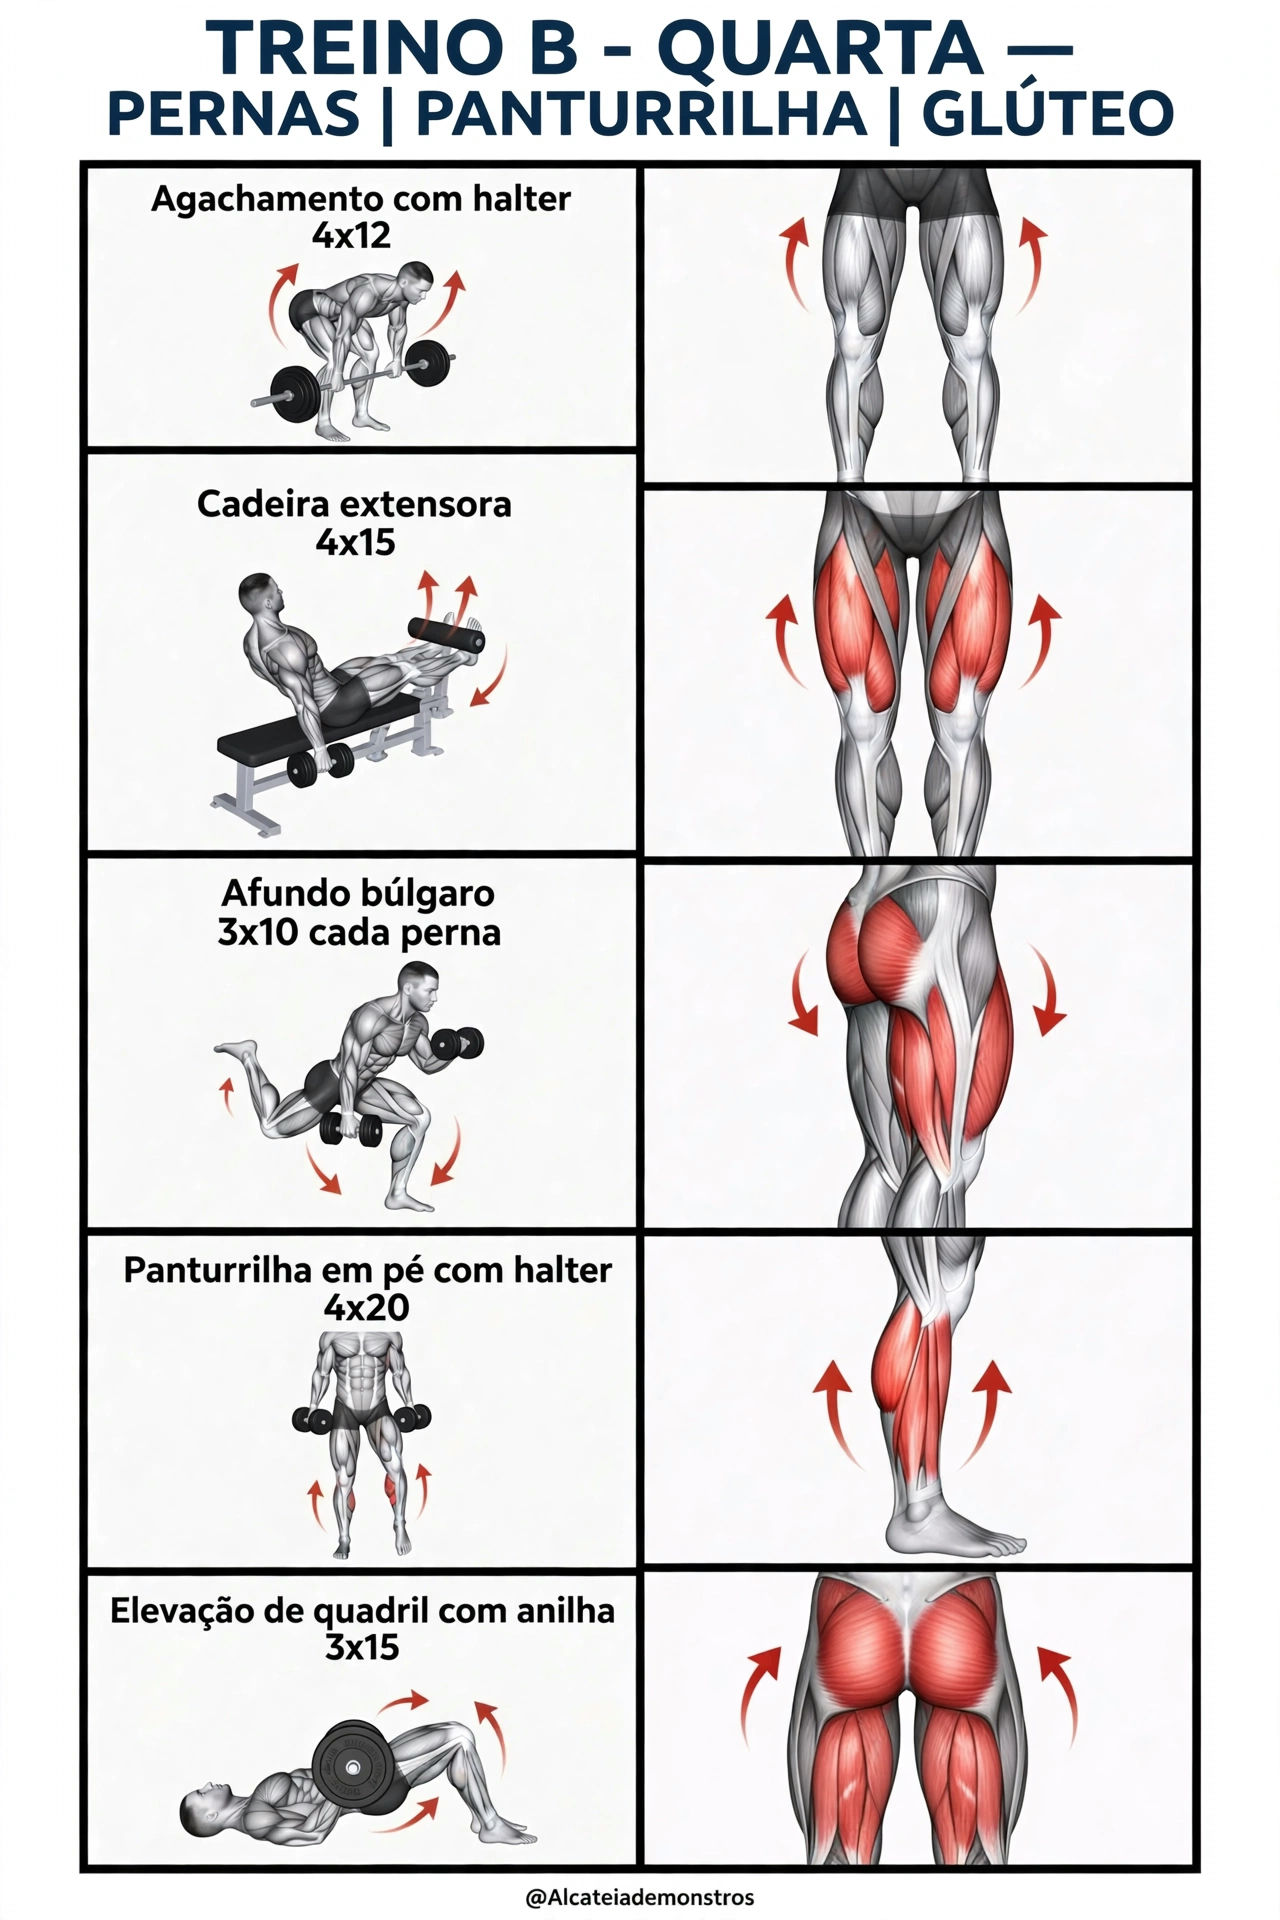 TREINO B - QUARTA —
PERNAS | PANTURRILHA | GLÚTEO
Agachamento com halter
4x12
Cadeira extensora
4x15
Afundo búlgaro
3x10 cada perna
Panturrilha em pé com halter
4x20
Elevação de quadril com anilha
3x15
@Alcateiademonstros